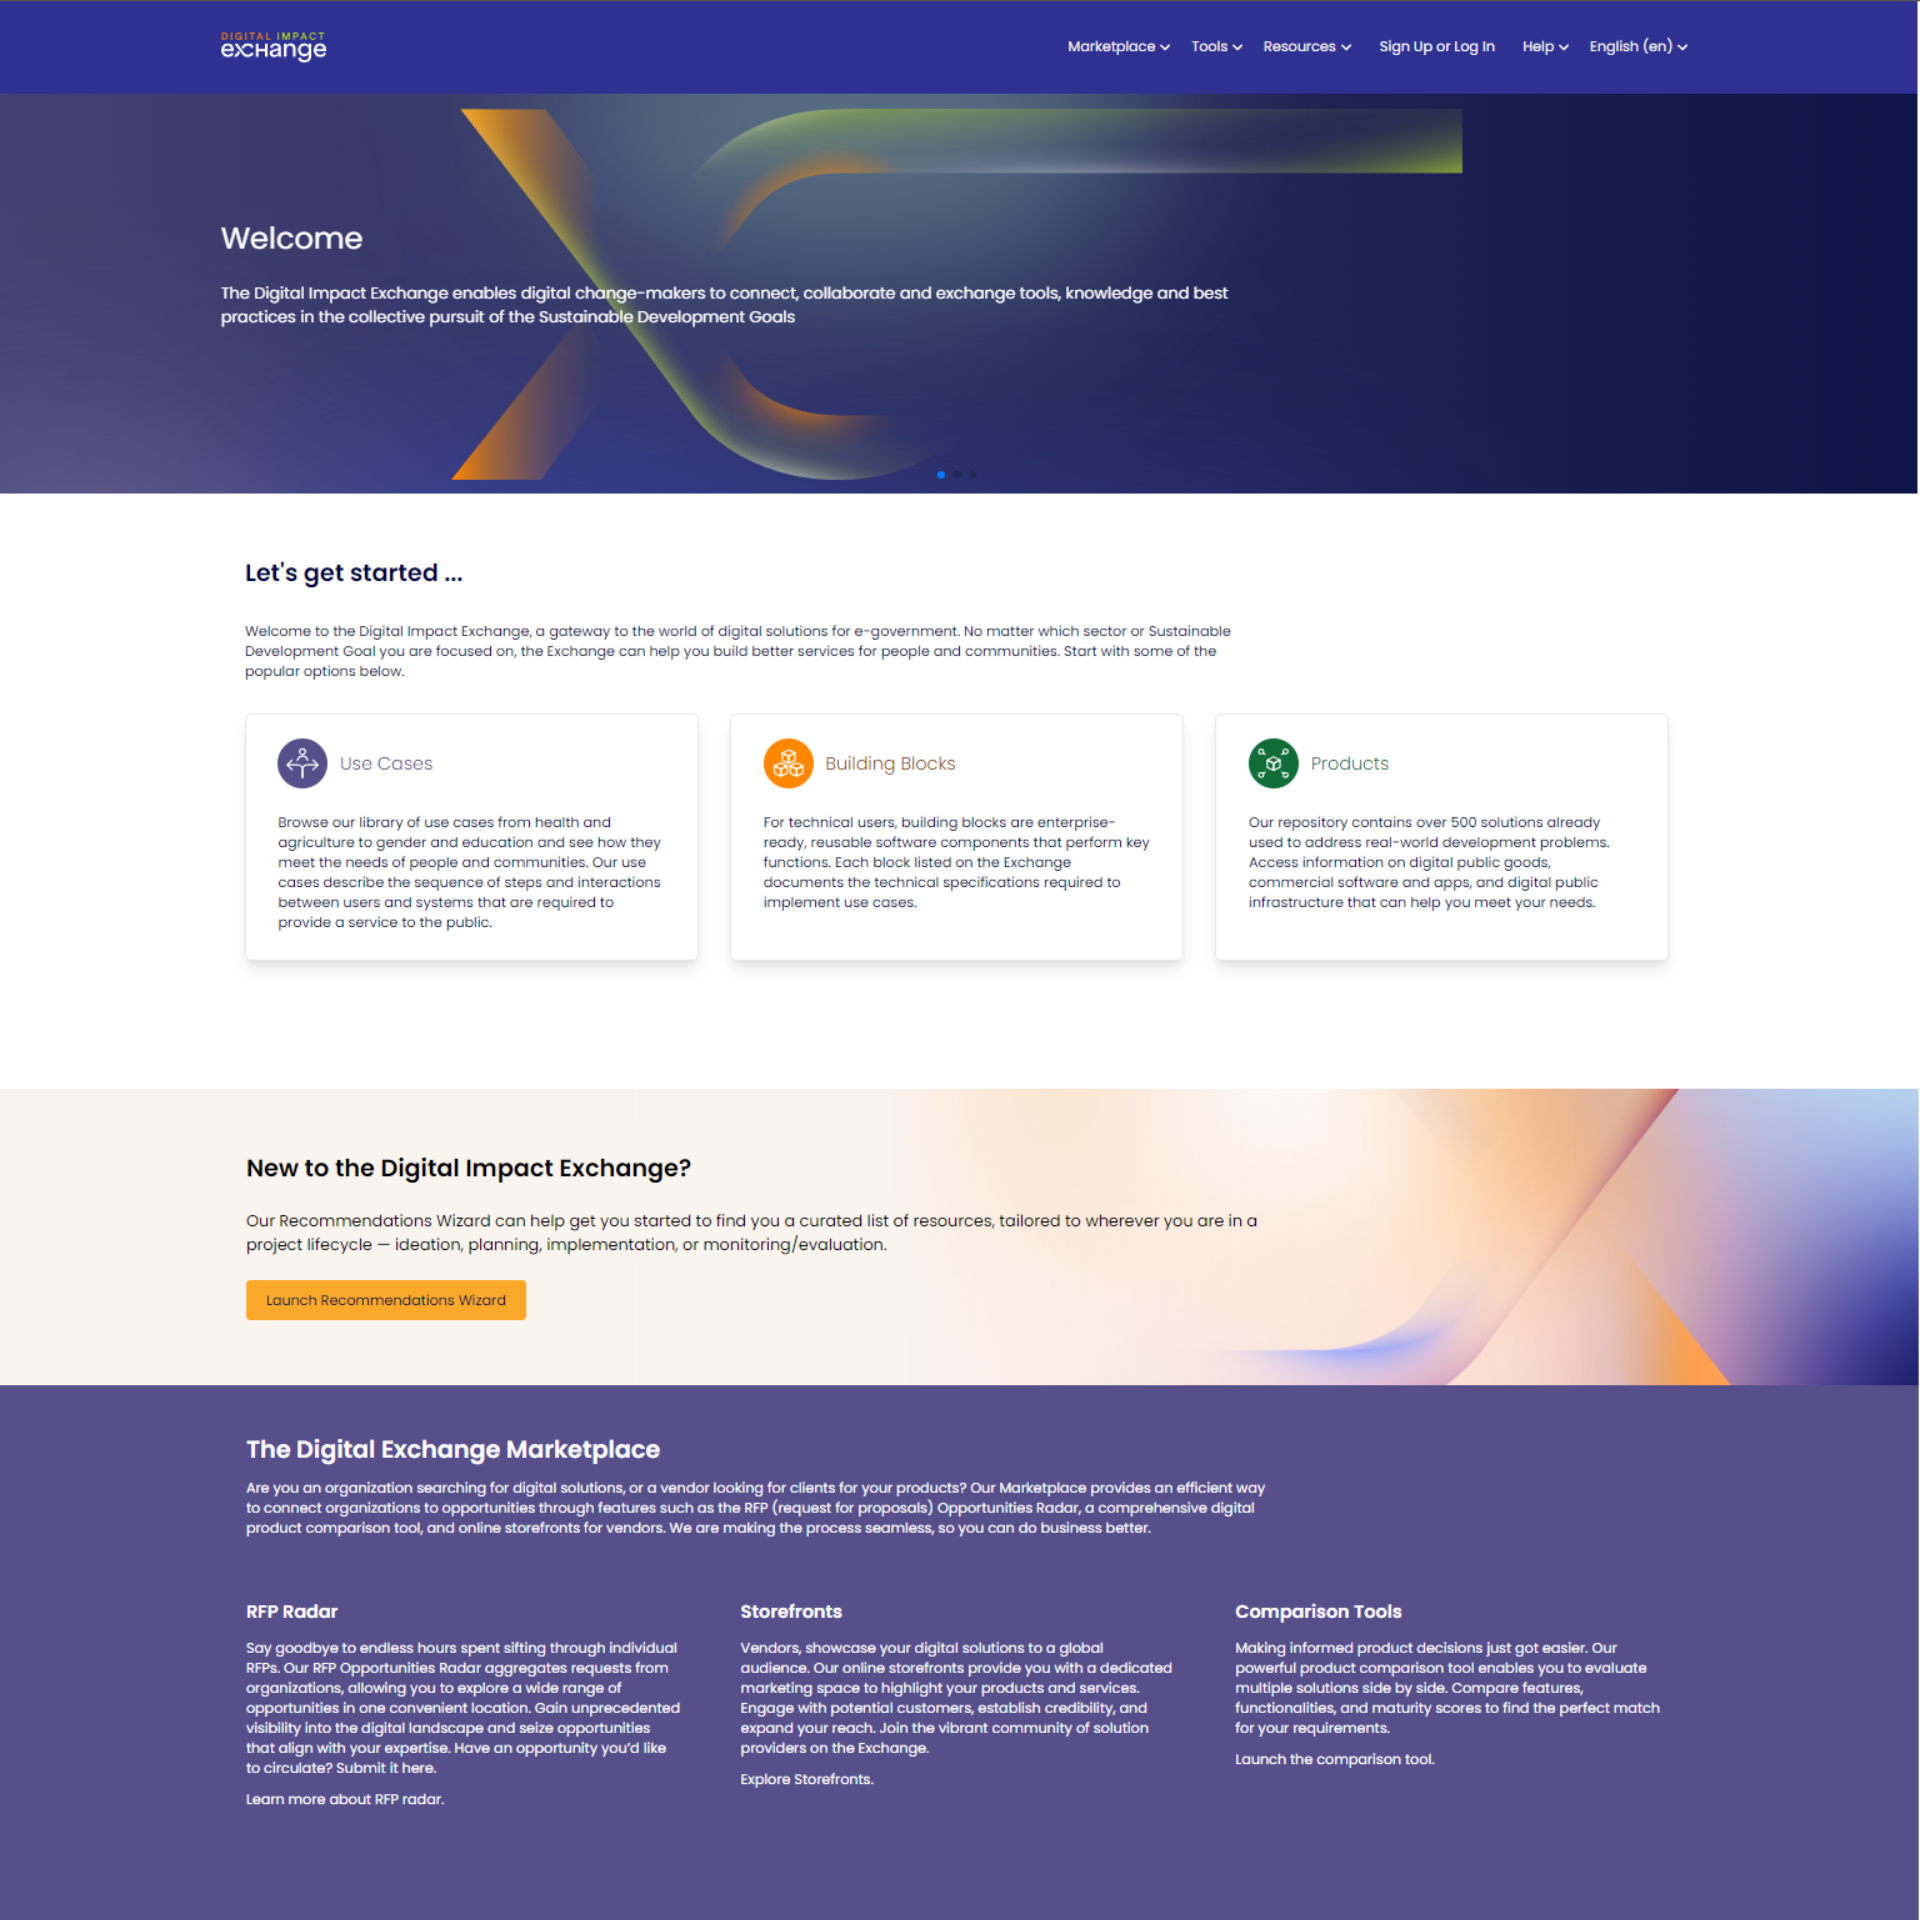 DIGITAL IMPACT
exchange
Marketplace
Tools
Resources
Sign Up or Log In
Help
English (en)
Welcome
The Digital Impact Exchange enables digital change-makers to connect, collaborate and exchange tools, knowledge and best
practices in the collective pursuit of the Sustainable Development Goals
Let's get started ...
Welcome to the Digital Impact Exchange, a gateway to the world of digital solutions for e-government. No matter which sector or Sustainable
Development Goal you are focused on, the Exchange can help you build better services for people and communities. Start with some of the
popular options below.
Use Cases
Browse our library of use cases from health and
agriculture to gender and education and see how they
meet the needs of people and communities. Our use
cases describe the sequence of steps and interactions
between users and systems that are required to
provide a service to the public.
Building Blocks
For technical users, building blocks are enterprise-
ready, reusable software components that perform key
functions. Each block listed on the Exchange
documents the technical specifications required to
implement use cases.
Products
Our repository contains over 500 solutions already
used to address real-world development problems.
Access information on digital public goods,
commercial software and apps, and digital public
infrastructure that can help you meet your needs.
New to the Digital Impact Exchange?
Our Recommendations Wizard can help get you started to find you a curated list of resources, tailored to wherever you are in a
project lifecycle — ideation, planning, implementation, or monitoring/evaluation.
Launch Recommendations Wizard
The Digital Exchange Marketplace
Are you an organization searching for digital solutions, or a vendor looking for clients for your products? Our Marketplace provides an efficient way
to connect organizations to opportunities through features such as the RFP (request for proposals) Opportunities Radar, a comprehensive digital
product comparison tool, and online storefronts for vendors. We are making the process seamless, so you can do business better.
RFP Radar
Say goodbye to endless hours spent sifting through individual
RFPs. Our RFP Opportunities Radar aggregates requests from
organizations, allowing you to explore a wide range of
opportunities in one convenient location. Gain unprecedented
visibility into the digital landscape and seize opportunities
that align with your expertise. Have an opportunity you'd like
to circulate? Submit it here.
Learn more about RFP radar.
Storefronts
Vendors, showcase your digital solutions to a global
audience. Our online storefronts provide you with a dedicated
marketing space to highlight your products and services.
Engage with potential customers, establish credibility, and
expand your reach. Join the vibrant community of solution
providers on the Exchange.
Explore Storefronts.
Comparison Tools
Making informed product decisions just got easier. Our
powerful product comparison tool enables you to evaluate
multiple solutions side by side. Compare features,
functionalities, and maturity scores to find the perfect match
for your requirements.
Launch the comparison tool.